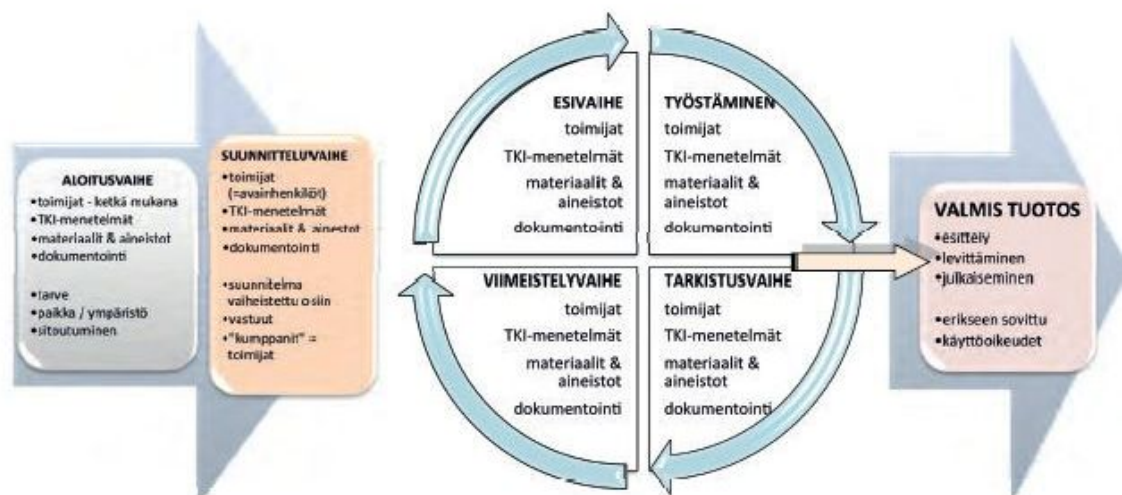 ALOITUSVAIHE
•toimijat - ketkä mukana
•TKI-menetelmät
•materiaalit & aineistot
•dokumentointi
•tarve
•paikka / ympäristö
•sitoutuminen
SUUNNITTELUVAIHE
•toimijat
(=avainhenkilöt)
•TKI-menetelmät
•materiaalit & aineistot
•dokumentointi
•suunnitelma
vaiheistettu osiin
•vastuut
•"kumppanit" =
toimijat
ESIVAIHE
toimijat
TKI-menetelmät
materiaalit &
aineistot
dokumentointi
TYÖSTÄMINEN
toimijat
TKI-menetelmät
materiaalit &
aineistot
dokumentointi
VIIMEISTELYVAIHE
toimijat
TKI-menetelmät
materiaalit &
aineistot
dokumentointi
TARKISTUSVAIHE
toimijat
TKI-menetelmät
materiaalit &
aineistot
dokumentointi
VALMIS TUOTOS
•esittely
•levittäminen
•julkaiseminen
•erikseen sovittu
•käyttöoikeudet